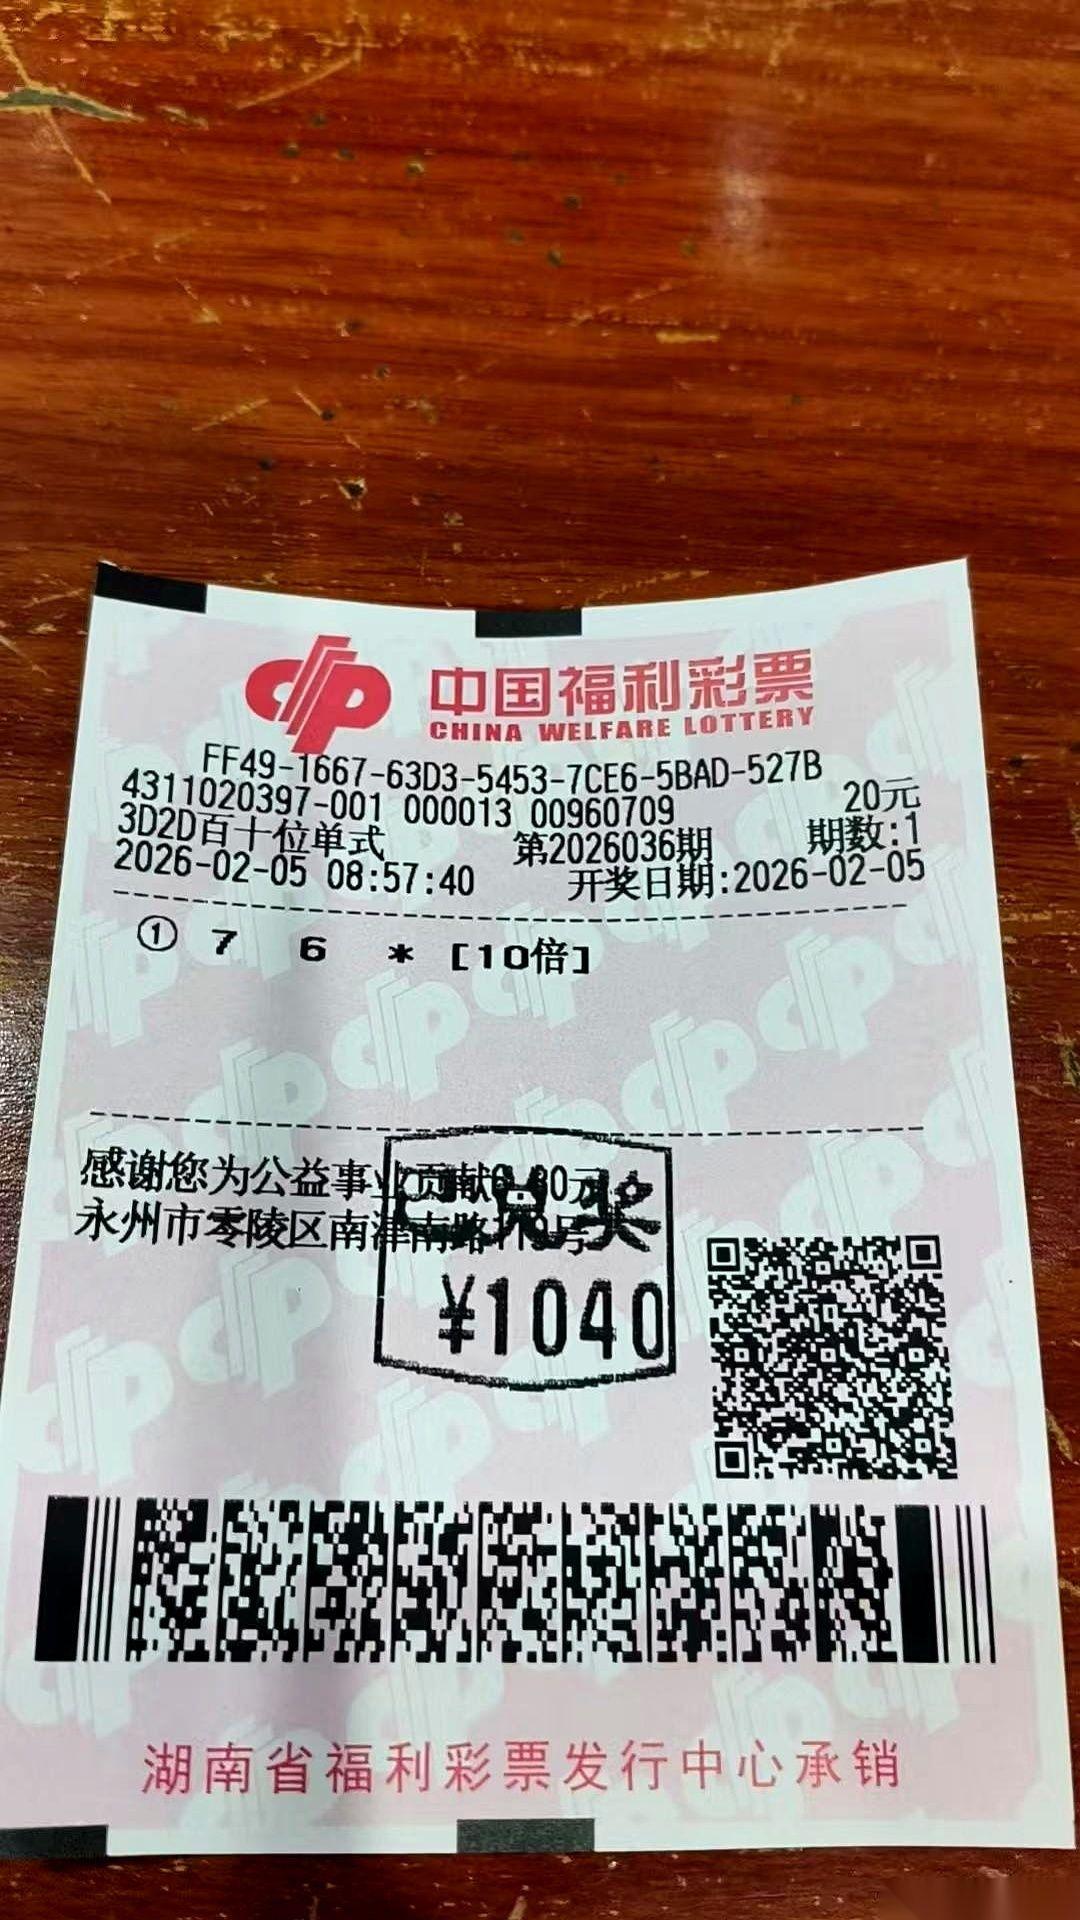 中国福利彩票
CHINA WELFARE LOTTERY
FF49-1667-63D3-5453-7CE6-5BAD-527B
4311020397-001 000013 00960709 20元
3D2D百十位单式 第2026036期 期数:1
2026-02-05 08:57:40 开奖日期:2026-02-05
① 7 6 * [10倍]
感谢您为公益事业贡献 元
永州市零陵区南津南路 号
已兑奖
¥1040
湖南省福利彩票发行中心承销